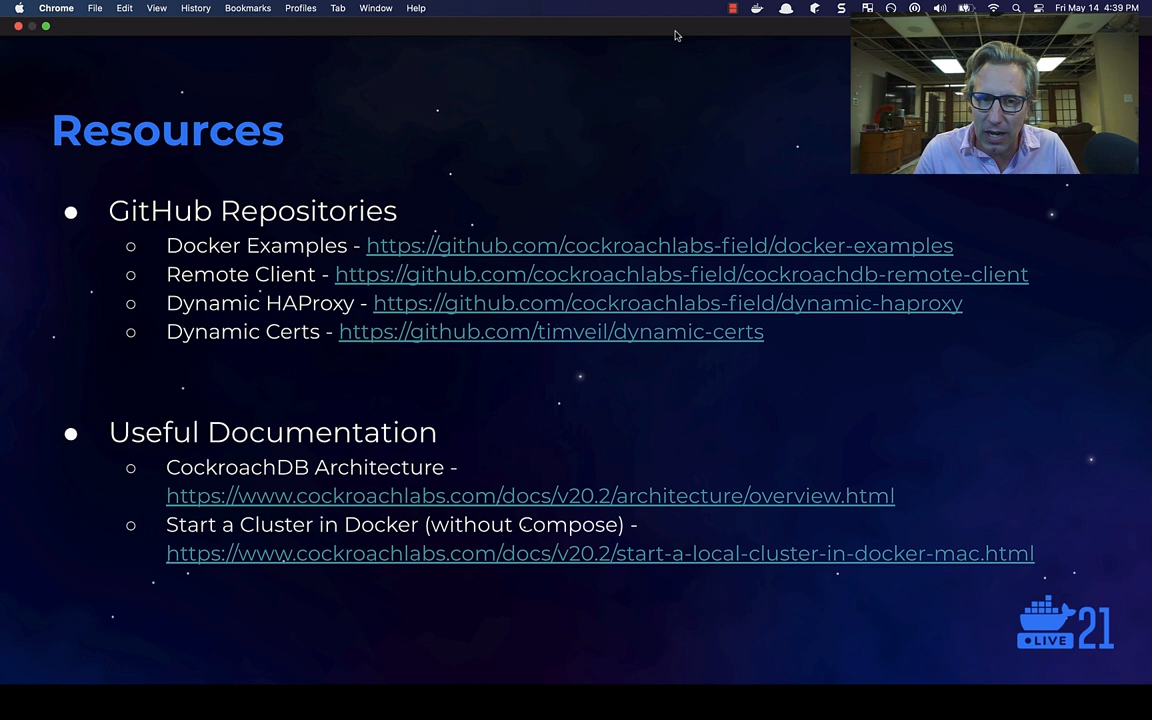 Chrome File Edit View History Bookmarks Profiles Tab Window Help Fri May 14 4:39 PM
Resources
● GitHub Repositories
○ Docker Examples - https://github.com/cockroachlabs-field/docker-examples
○ Remote Client - https://github.com/cockroachlabs-field/cockroachdb-remote-client
○ Dynamic HAProxy - https://github.com/cockroachlabs-field/dynamic-haproxy
○ Dynamic Certs - https://github.com/timveil/dynamic-certs
● Useful Documentation
○ CockroachDB Architecture -
https://www.cockroachlabs.com/docs/v20.2/architecture/overview.html
○ Start a Cluster in Docker (without Compose) -
https://www.cockroachlabs.com/docs/v20.2/start-a-local-cluster-in-docker-mac.html
LIVE 21